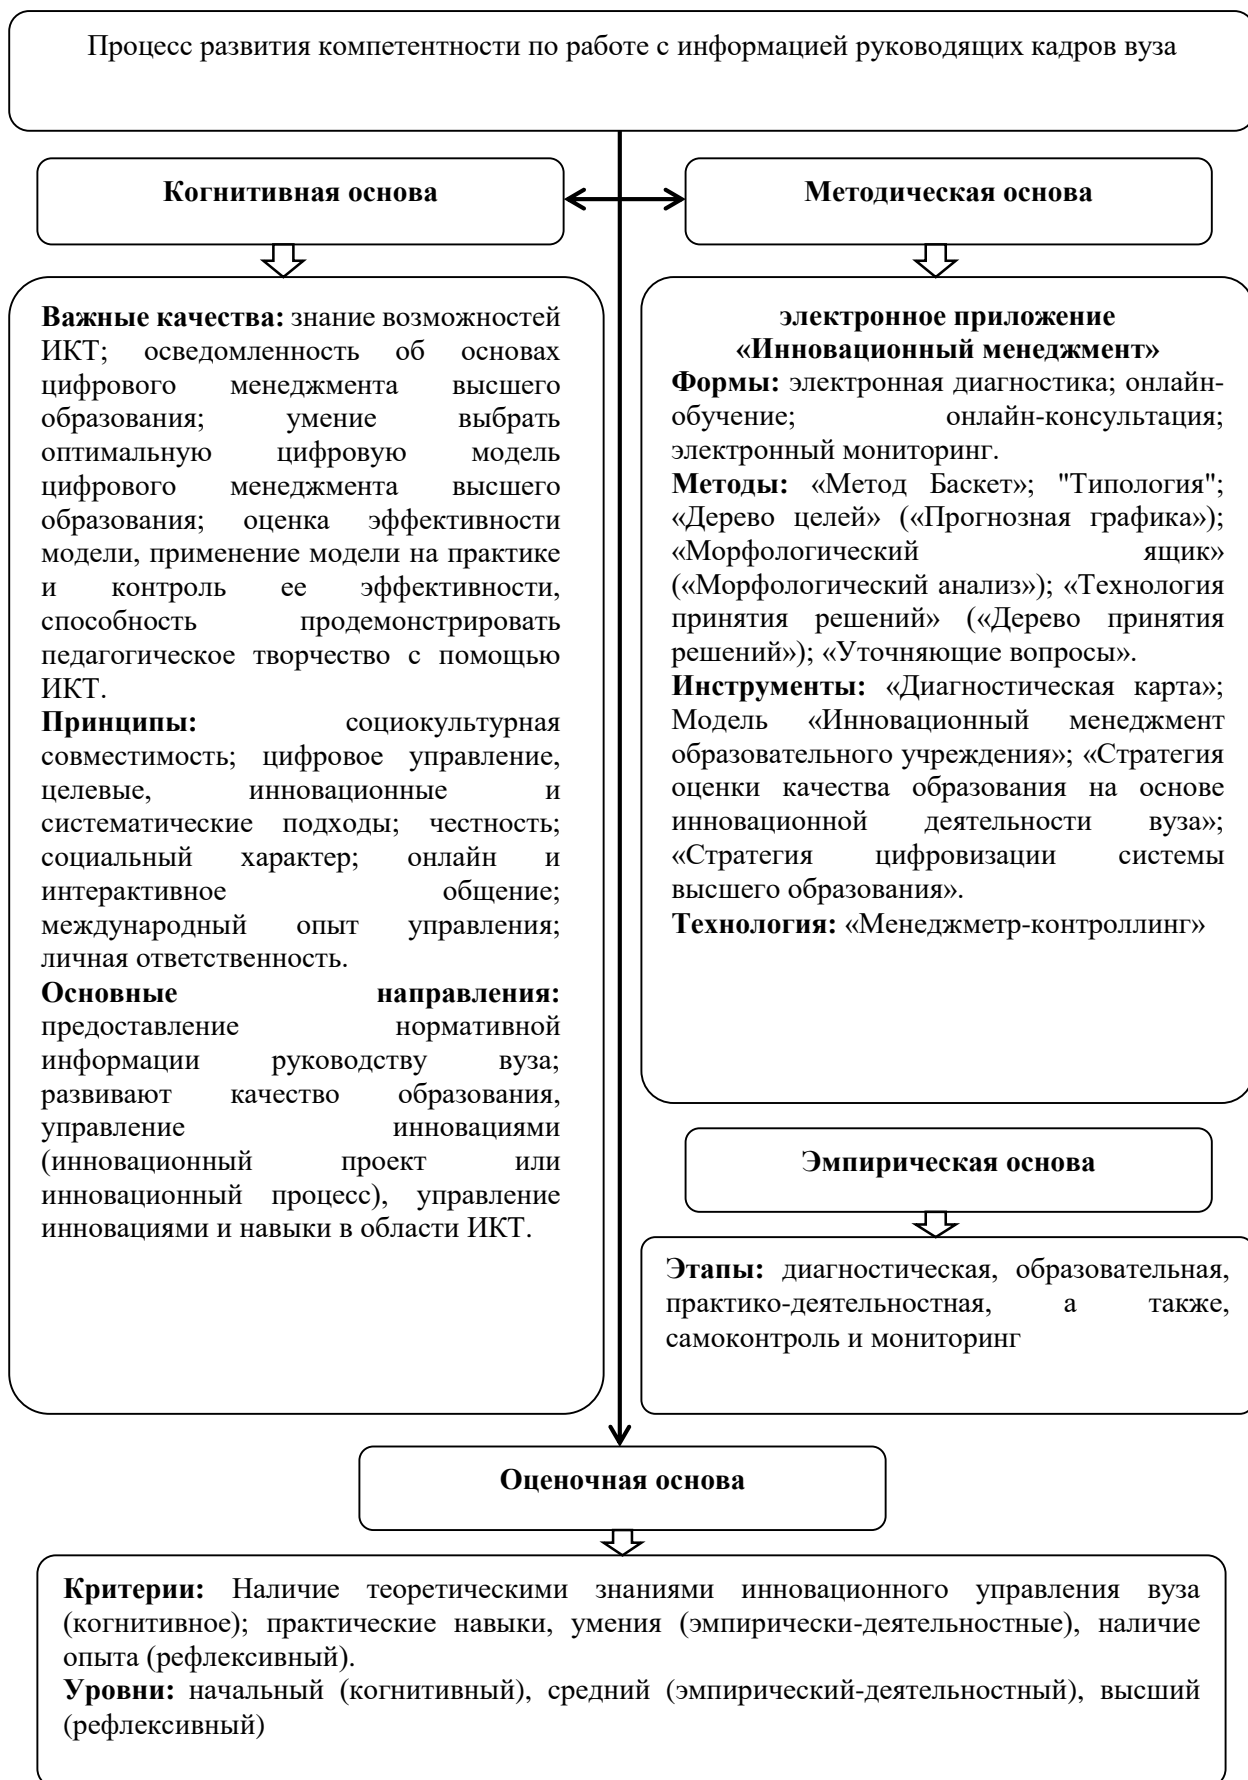 Процесс развития компетентности по работе с информацией руководящих кадров вуза
Когнитивная основа
Методическая основа
Важные качества: знание возможностей
ИКТ; осведомленность об основах
цифрового менеджмента высшего
образования; умение выбрать
оптимальную цифровую модель
цифрового менеджмента высшего
образования; оценка эффективности
модели, применение модели на практике
и контроль ее эффективности,
способность продемонстрировать
педагогическое творчество с помощью
ИКТ.
Принципы: социокультурная
совместимость; цифровое управление,
целевые, инновационные и
систематические подходы; честность;
социальный характер; онлайн и
интерактивное общение;
международный опыт управления;
личная ответственность.
Основные направления:
предоставление нормативной
информации руководству вуза;
развивают качество образования,
управление инновациями
(инновационный проект или
инновационный процесс), управление
инновациями и навыки в области ИКТ.
электронное приложение
«Инновационный менеджмент»
Формы: электронная диагностика; онлайн-
обучение; онлайн-консультация;
электронный мониторинг.
Методы: «Метод Баскет»; "Типология";
«Дерево целей» («Прогнозная графика»);
«Морфологический ящик»
(«Морфологический анализ»); «Технология
принятия решений» («Дерево принятия
решений»); «Уточняющие вопросы».
Инструменты: «Диагностическая карта»;
Модель «Инновационный менеджмент
образовательного учреждения»; «Стратегия
оценки качества образования на основе
инновационной деятельности вуза»;
«Стратегия цифровизации системы
высшего образования».
Технология: «Менеджметр-контроллинг»
Эмпирическая основа
Этапы: диагностическая, образовательная,
практико-деятельностная, а также,
самоконтроль и мониторинг
Оценочная основа
Критерии: Наличие теоретическими знаниями инновационного управления вуза
(когнитивное); практические навыки, умения (эмпирически-деятельностные), наличие
опыта (рефлексивный).
Уровни: начальный (когнитивный), средний (эмпирический-деятельностный), высший
(рефлексивный)